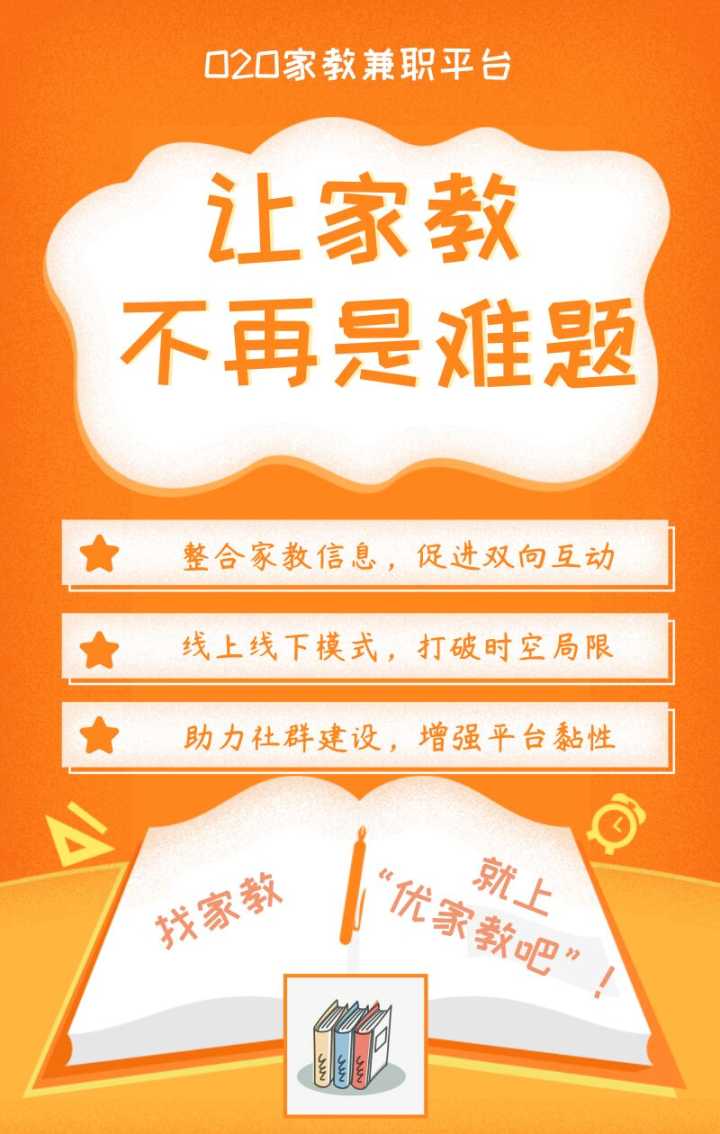 O2O家教兼职平台
让家教
不再是难题
整合家教信息，促进双向互动
线上线下模式，打破时空局限
助力社群建设，增强平台黏性
找家教
就上
“优家教吧”！